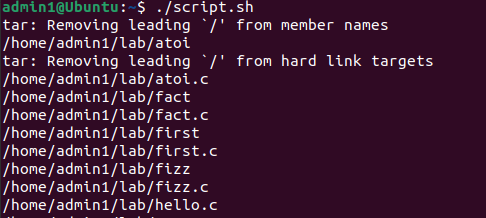 admin1@Ubuntu:~$ ./script.sh
tar: Removing leading `/' from member names
/home/admin1/lab/atoi
tar: Removing leading `/' from hard link targets
/home/admin1/lab/atoi.c
/home/admin1/lab/fact
/home/admin1/lab/fact.c
/home/admin1/lab/first
/home/admin1/lab/first.c
/home/admin1/lab/fizz
/home/admin1/lab/fizz.c
/home/admin1/lab/hello.c